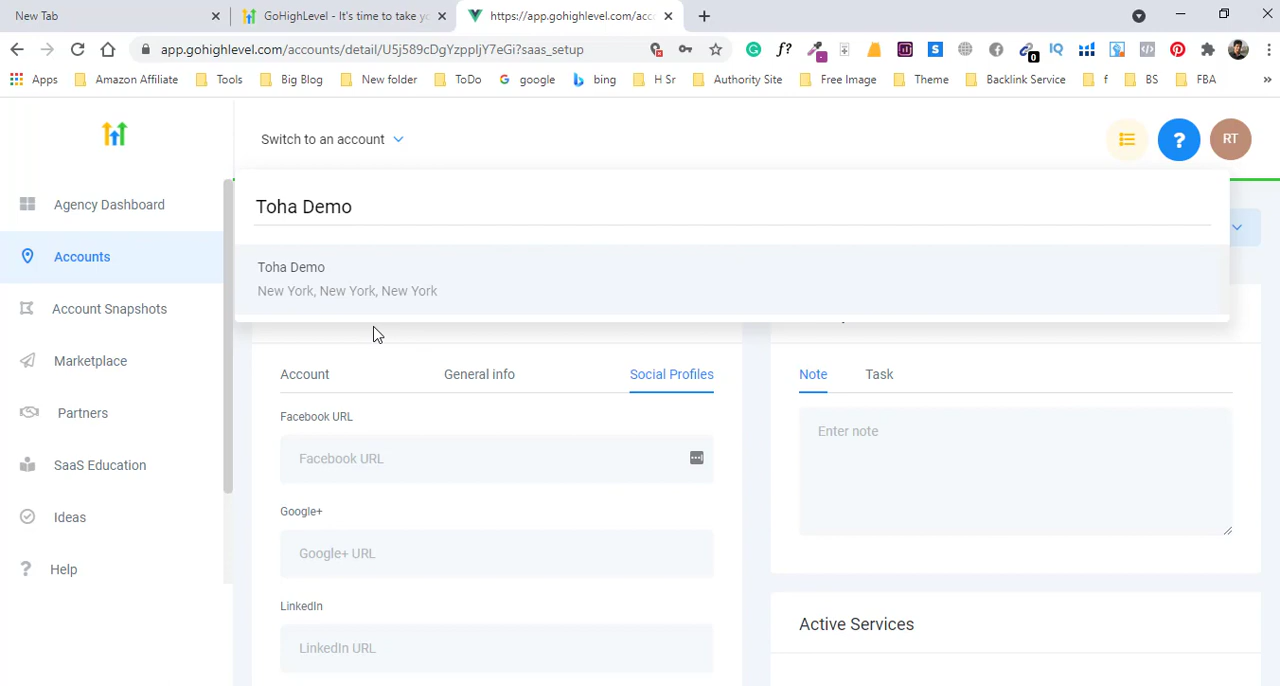 New Tab
GoHighLevel - It's time to take yo
https://app.gohighlevel.com/acco
app.gohighlevel.com/accounts/detail/U5j589cDgYzppljY7eGi?saas_setup
Apps
Amazon Affiliate
Tools
Big Blog
New folder
ToDo
google
bing
H Sr
Authority Site
Free Image
Theme
Backlink Service
f
BS
FBA
»
Switch to an account
?
RT
Toha Demo
Toha Demo
New York, New York, New York
Agency Dashboard
Accounts
Account Snapshots
Marketplace
Partners
SaaS Education
Ideas
Help
Account
General info
Social Profiles
Facebook URL
Facebook URL
Google+
Google+ URL
LinkedIn
LinkedIn URL
Note
Task
Enter note
Active Services